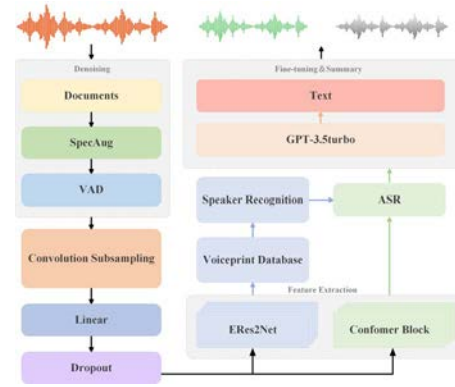 Denoising
Documents
SpecAug
VAD
Convolution Subsampling
Linear
Dropout
Fine-tuning&Summary
Text
GPT-3.5turbo
Speaker Recognition
ASR
Voiceprint Database
Feature Extraction
ERes2Net
Confomer Block